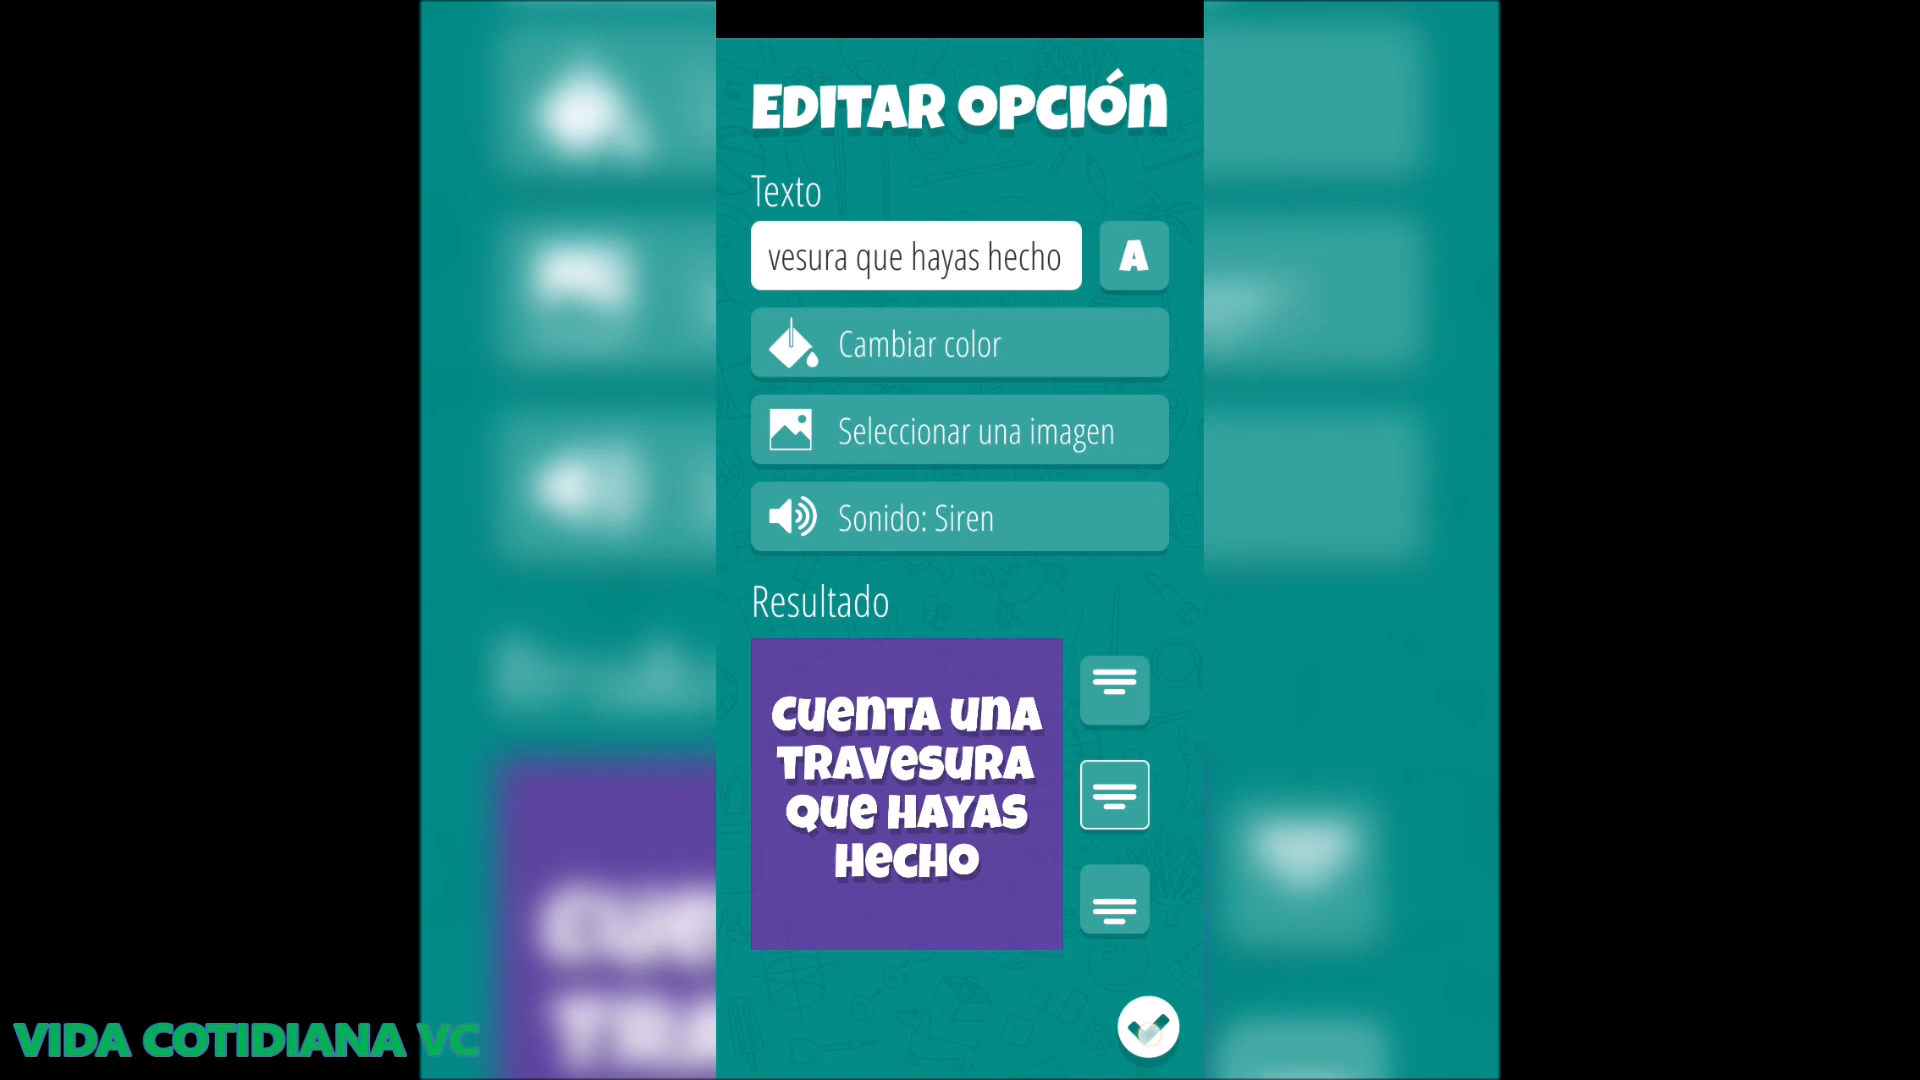 EDITAR OPCIÓN
Texto
vesura que hayas hecho
A
Cambiar color
Seleccionar una imagen
Sonido: Siren
Resultado
CUENTA UNA
TRAVESURA
QUE HAYAS
HECHO
VIDA COTIDIANA VC